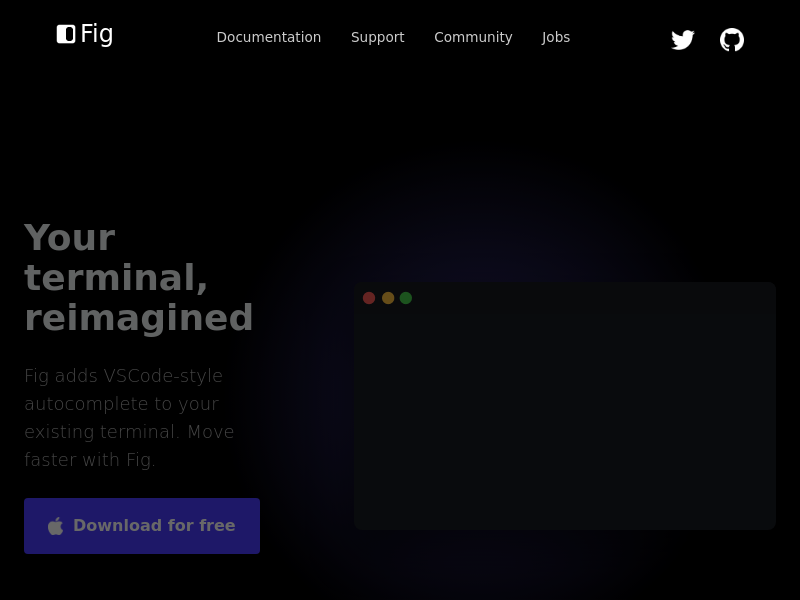 Fig
Documentation
Support
Community
Jobs
Your
terminal,
reimagined
Fig adds VSCode-style
autocomplete to your
existing terminal. Move
faster with Fig.
Download for free